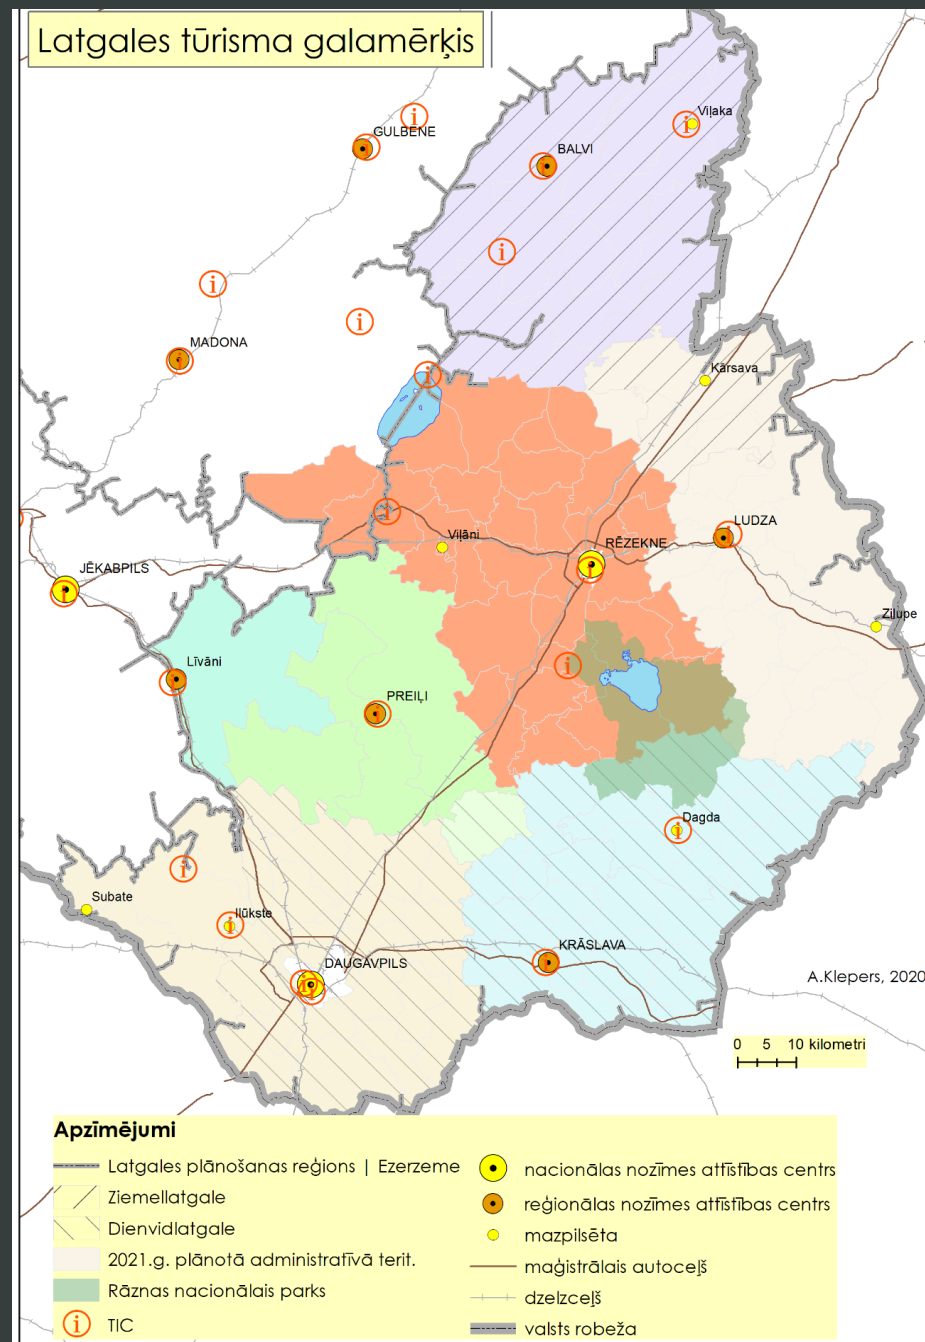 Latgales tūrisma galamērķis
Viļaka
GULBENE
BALVI
MADONA
Kārsava
LUDZA
Viļāni
RĒZEKNE
JĒKABPILS
Zilupe
Līvāni
PREIĻI
Dagda
Subate
Ilūkste
KRĀSLAVA
DAUGAVPILS
A.Klepers, 2020
0 5 10 kilometri
Apzīmējumi
Latgales plānošanas reģions | Ezerzeme
Ziemellatgale
Dienvidlatgale
2021.g. plānotā administratīvā terit.
Rāznas nacionālais parks
TIC
nacionālas nozīmes attīstības centrs
reģionālas nozīmes attīstības centrs
mazpilsēta
maģistrālais autoceļš
dzelzceļš
valsts robeža